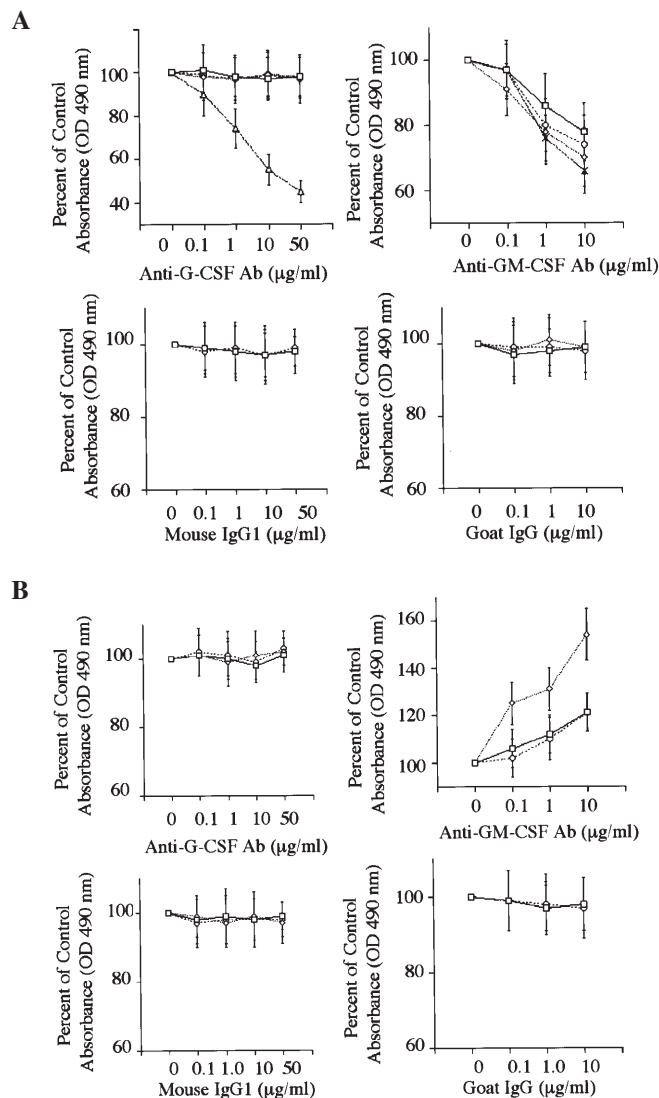 A
Percent of Control
Absorbance (OD 490 nm)
100
80
60
40
0 0.1 1 10 50
Anti-G-CSF Ab (μg/ml)
Percent of Control
Absorbance (OD 490 nm)
100
80
60
0 0.1 1 10
Anti-GM-CSF Ab (μg/ml)
Percent of Control
Absorbance (OD 490 nm)
100
80
60
0 0.1 1 10 50
Mouse IgG1 (μg/ml)
Percent of Control
Absorbance (OD 490 nm)
100
80
60
0 0.1 1 10
Goat IgG (μg/ml)
B
Percent of Control
Absorbance (OD 490 nm)
100
80
60
0 0.1 1.0 10 50
Anti-G-CSF Ab (μg/ml)
Percent of Control
Absorbance (OD 490 nm)
160
140
120
100
0 0.1 1 10
Anti-GM-CSF Ab (μg/ml)
Percent of Control
Absorbance (OD 490 nm)
100
80
60
0 0.1 1.0 10 50
Mouse IgG1 (μg/ml)
Percent of Control
Absorbance (OD 490 nm)
100
80
60
0 0.1 1.0 10
Goat IgG (μg/ml)